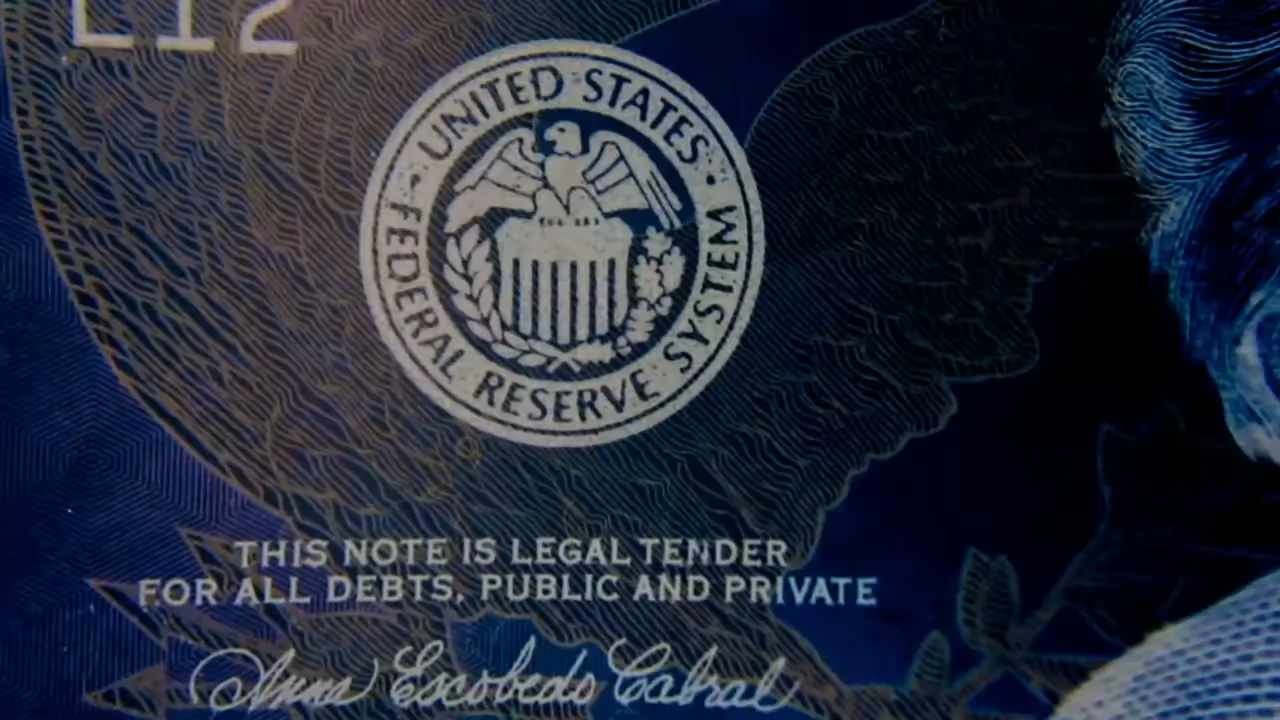 L12
UNITED STATES
FEDERAL RESERVE SYSTEM
THIS NOTE IS LEGAL TENDER
FOR ALL DEBTS, PUBLIC AND PRIVATE
Anna Escobedo Cabral